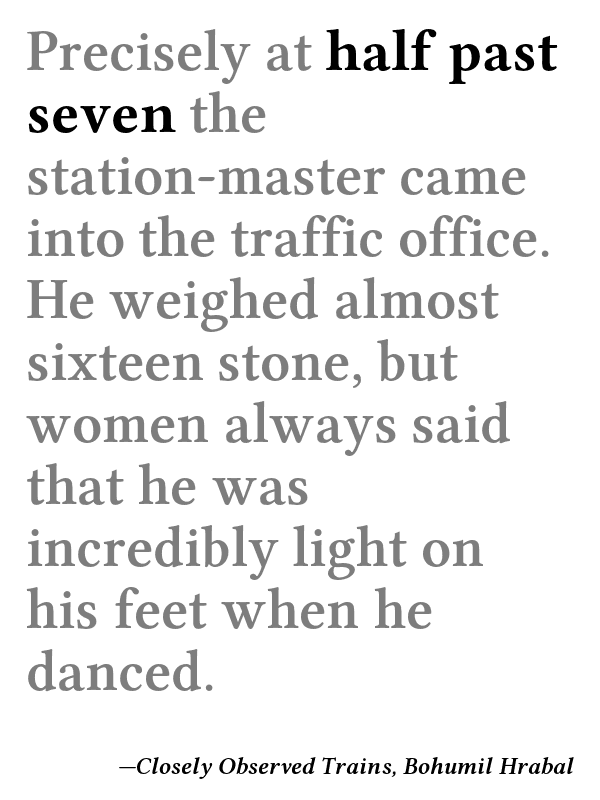 Precisely at half past
seven the
station-master came
into the traffic office.
He weighed almost
sixteen stone, but
women always said
that he was
incredibly light on
his feet when he
danced.
—Closely Observed Trains, Bohumil Hrabal